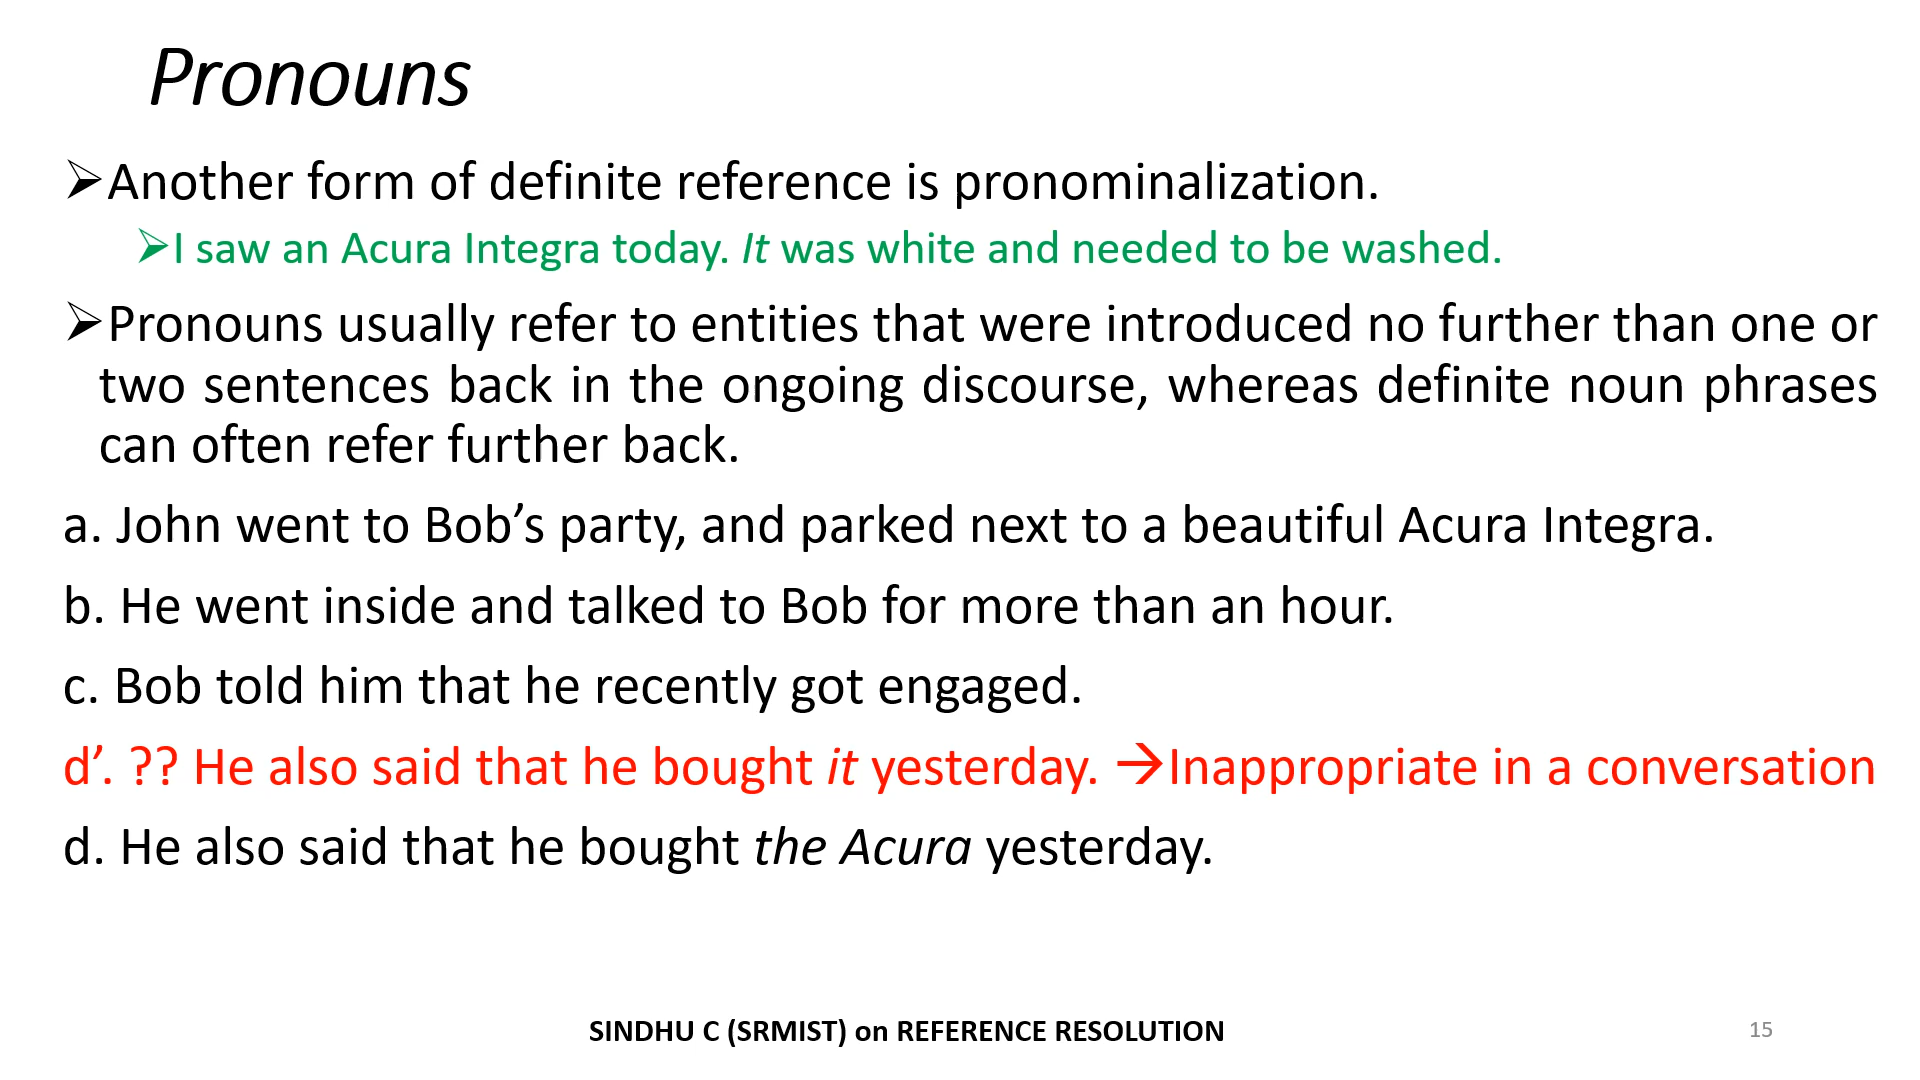 Pronouns
➢Another form of definite reference is pronominalization.
➢I saw an Acura Integra today. It was white and needed to be washed.
➢Pronouns usually refer to entities that were introduced no further than one or
two sentences back in the ongoing discourse, whereas definite noun phrases
can often refer further back.
a. John went to Bob’s party, and parked next to a beautiful Acura Integra.
b. He went inside and talked to Bob for more than an hour.
c. Bob told him that he recently got engaged.
d’. ?? He also said that he bought it yesterday. →Inappropriate in a conversation
d. He also said that he bought the Acura yesterday.
SINDHU C (SRMIST) on REFERENCE RESOLUTION
15